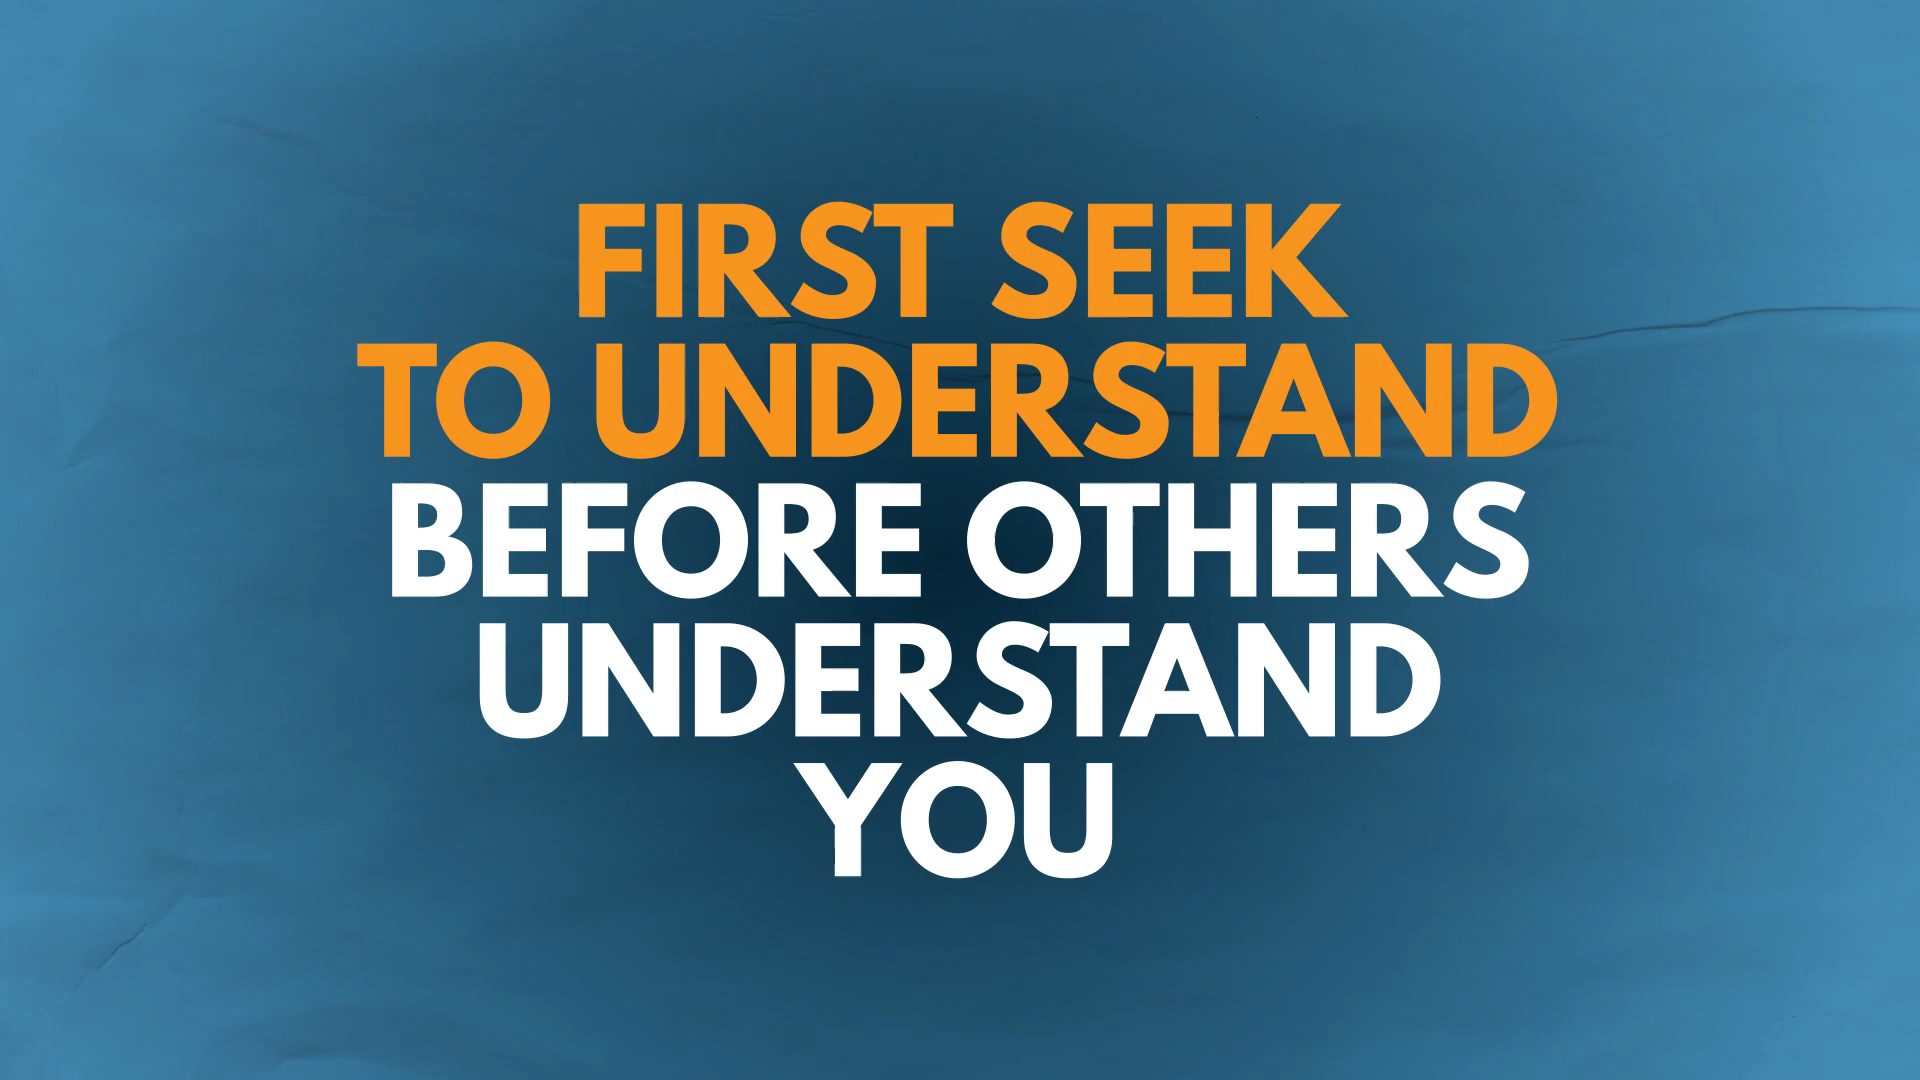 FIRST SEEK
TO UNDERSTAND
BEFORE OTHERS
UNDERSTAND
YOU